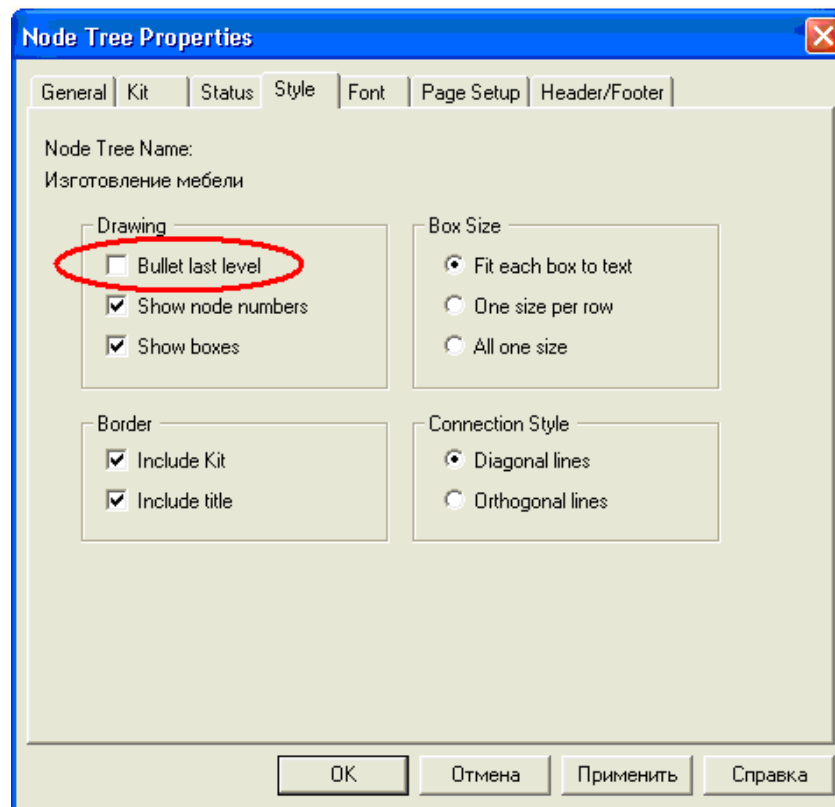 Node Tree Properties
General Kit Status Style Font Page Setup Header/Footer
Node Tree Name:
Изготовление мебели
Drawing
Bullet last level
Show node numbers
Show boxes
Box Size
Fit each box to text
One size per row
All one size
Border
Include Kit
Include title
Connection Style
Diagonal lines
Orthogonal lines
OK Отмена Применить Справка